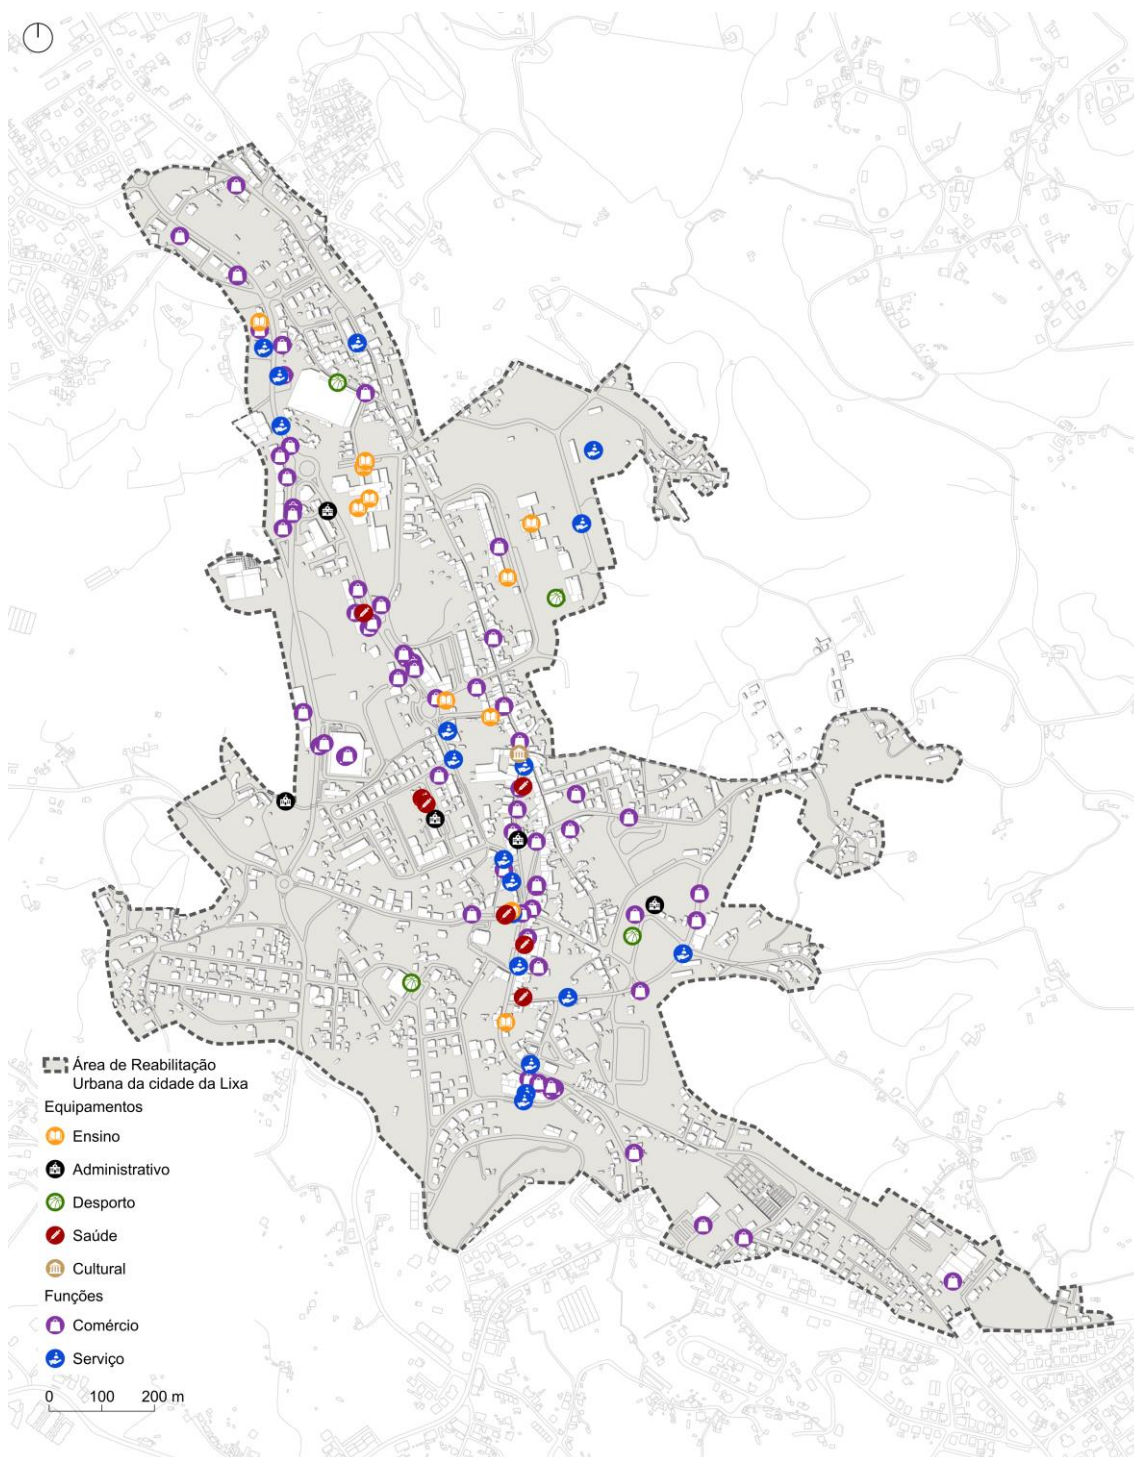 Área de Reabilitação
Urbana da cidade da Lixa
Equipamentos
Ensino
Administrativo
Desporto
Saúde
Cultural
Funções
Comércio
Serviço
0 100 200 m